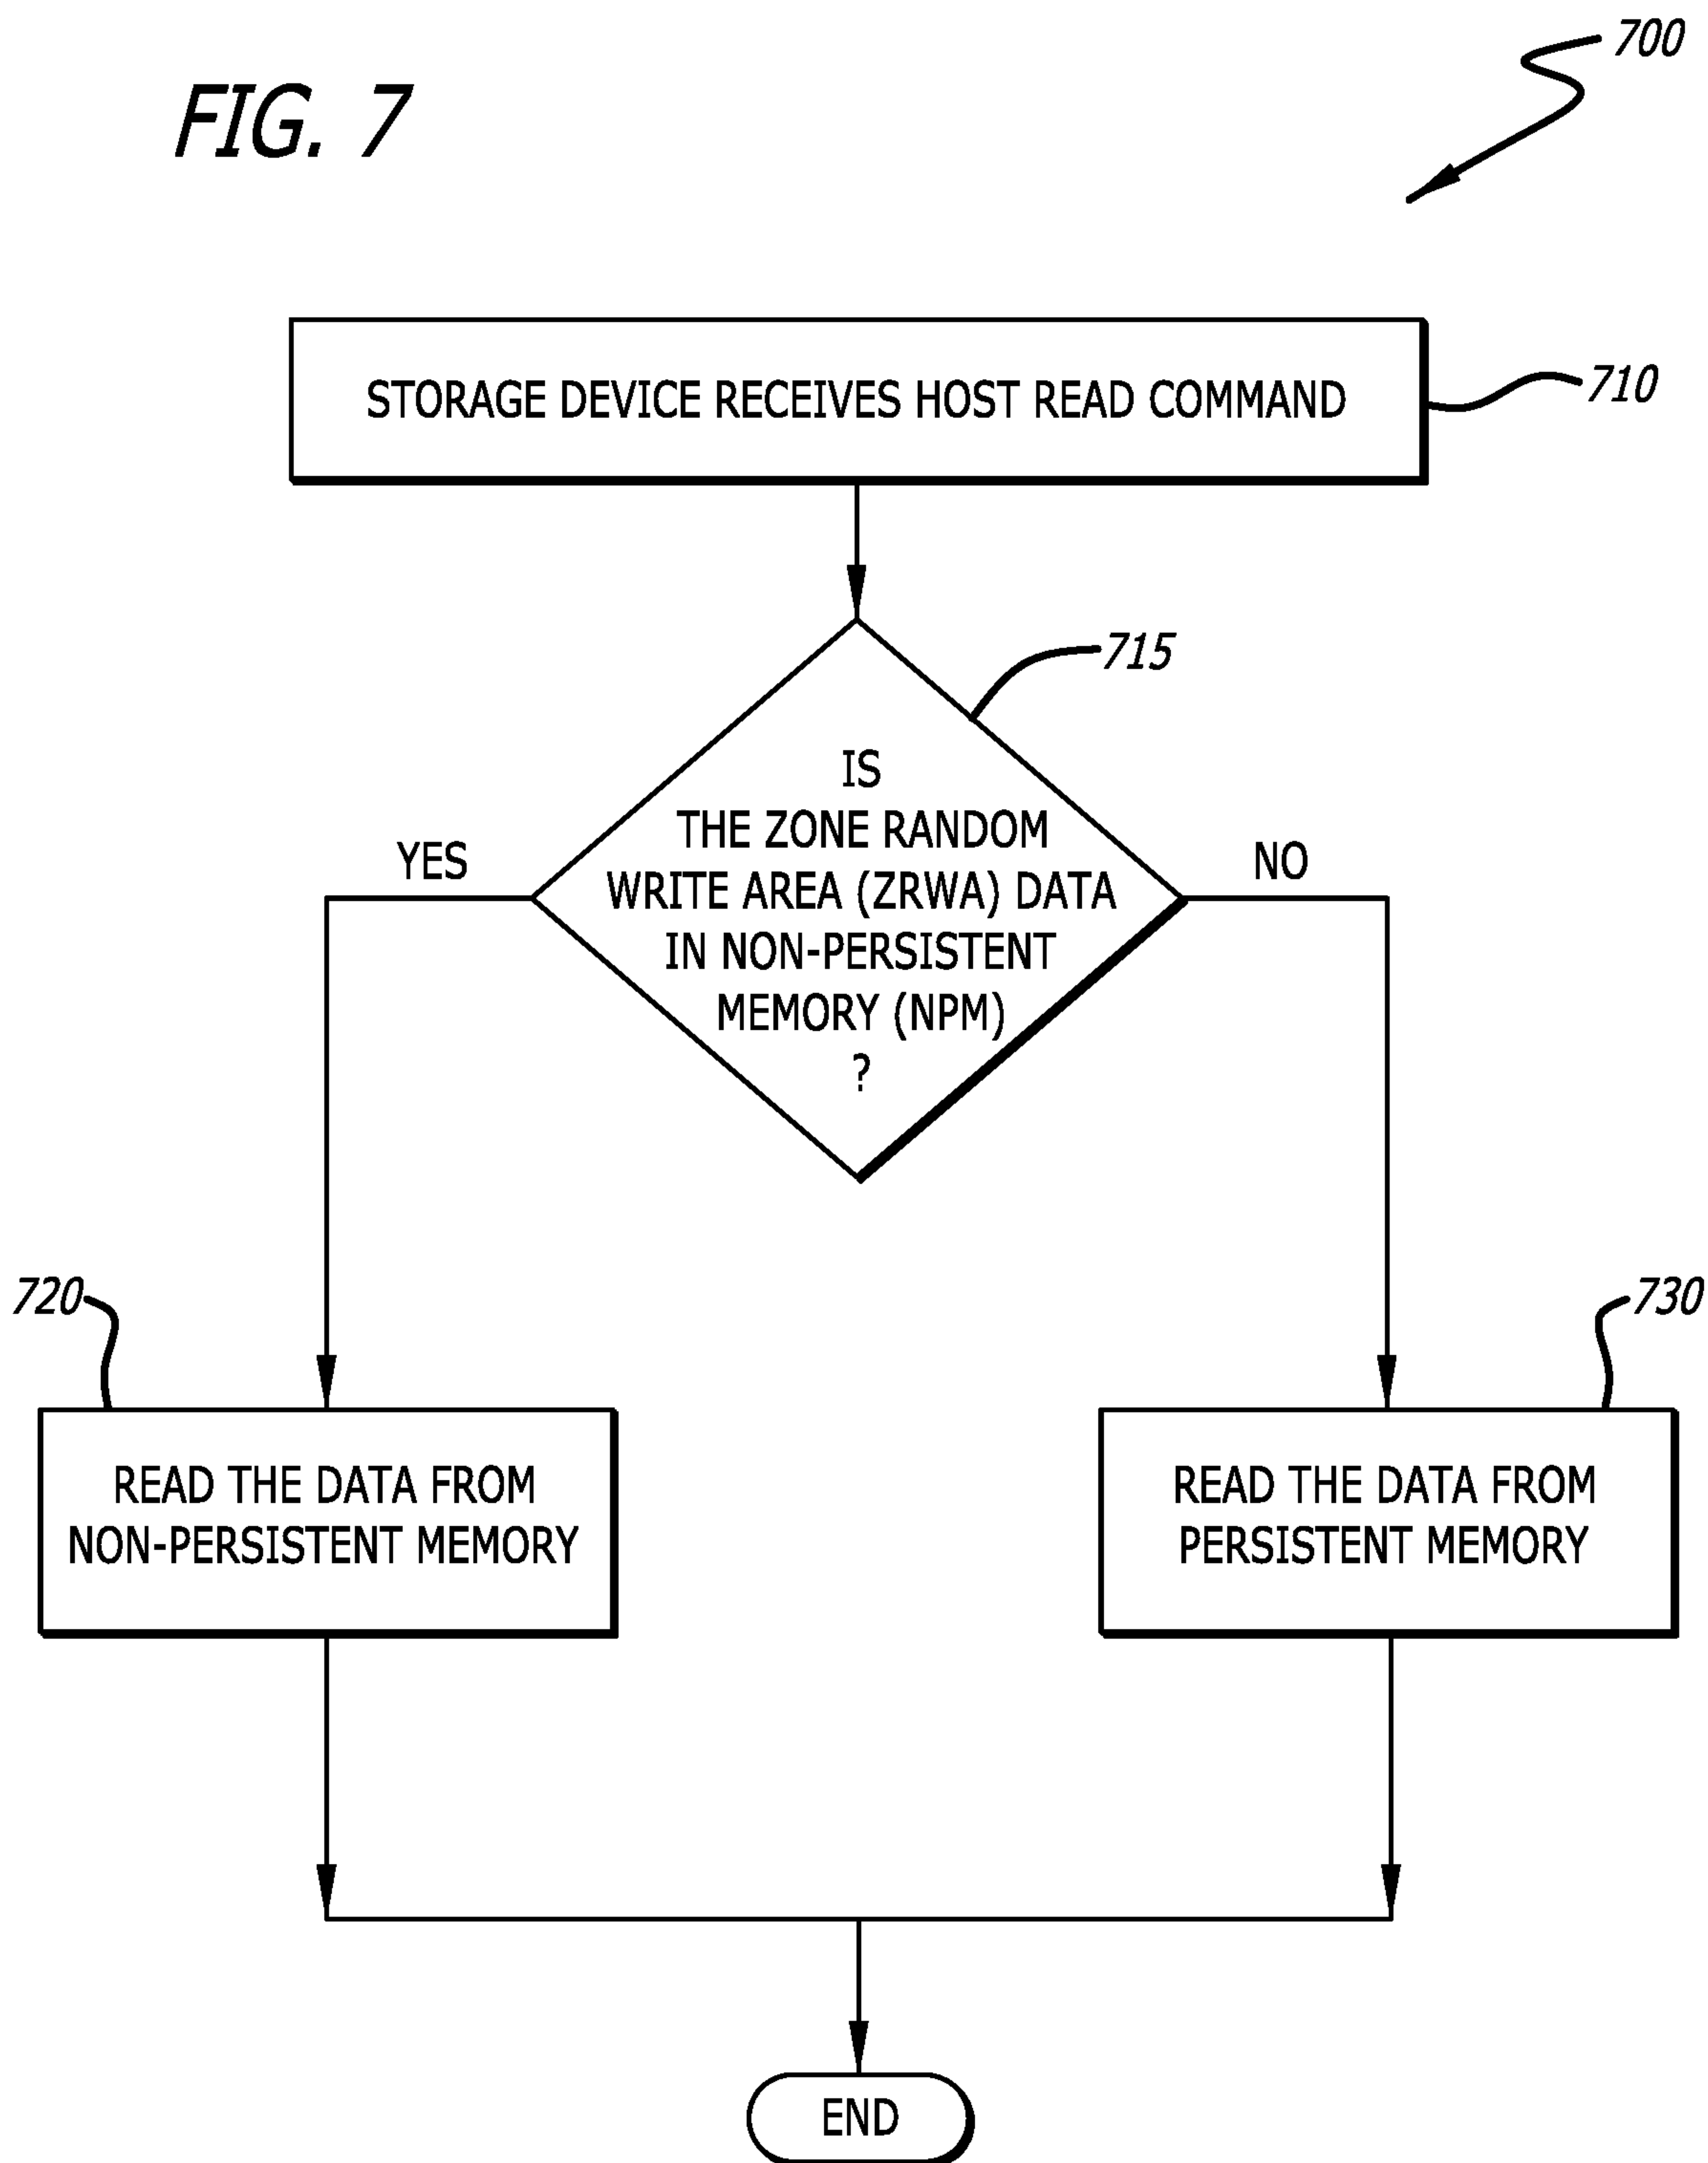 700
FIG. 7
STORAGE DEVICE RECEIVES HOST READ COMMAND
710
715
IS
THE ZONE RANDOM
WRITE AREA (ZRWA) DATA
IN NON-PERSISTENT
MEMORY (NPM)
?
YES
NO
720
730
READ THE DATA FROM
NON-PERSISTENT MEMORY
READ THE DATA FROM
PERSISTENT MEMORY
END